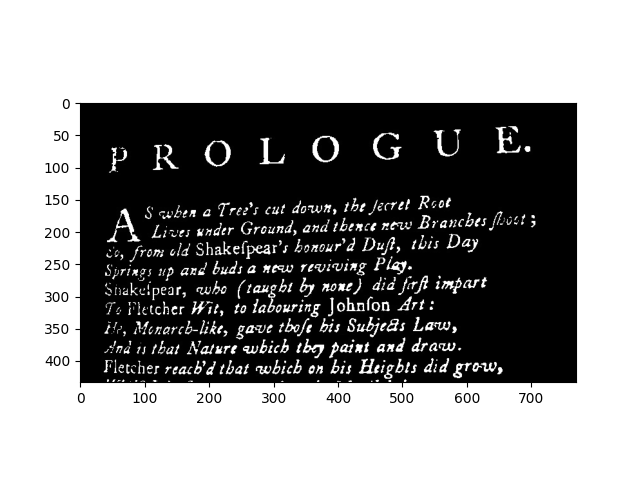 0
50
100
150
200
250
300
350
400
P R O L O G U E.
AS when a Tree's cut down, the ſecret Root
Lives under Ground, and thence new Branches ſhoot;
So, from old Shakeſpear's honour'd Duſt, this Day
Springs up and buds a new reviving Play.
Shakeſpear, who (taught by none) did firſt impart
To Fletcher Wit, to labouring Johnſon Art:
He, Monarch-like, gave thoſe his Subjects Law,
And is that Nature which they paint and draw.
Fletcher reach'd that which on his Heights did grow,
0 100 200 300 400 500 600 700